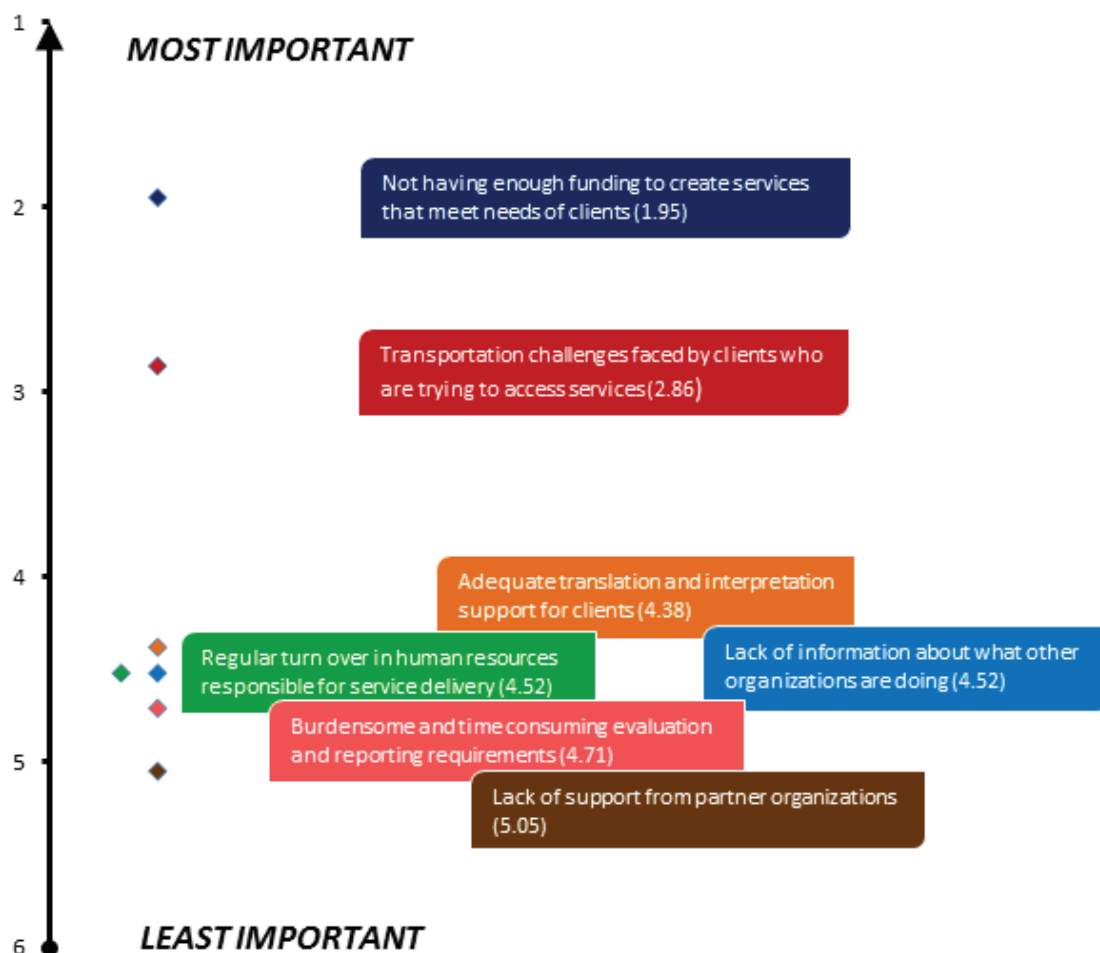 1
MOST IMPORTANT
Not having enough funding to create services
that meet needs of clients (1.95)
2
Transportation challenges faced by clients who
are trying to access services (2.86)
3
4
Adequate translation and interpretation
support for clients (4.38)
Regular turn over in human resources
responsible for service delivery (4.52)
Lack of information about what other
organizations are doing (4.52)
Burdensome and time consuming evaluation
and reporting requirements (4.71)
5
Lack of support from partner organizations
(5.05)
LEAST IMPORTANT
6